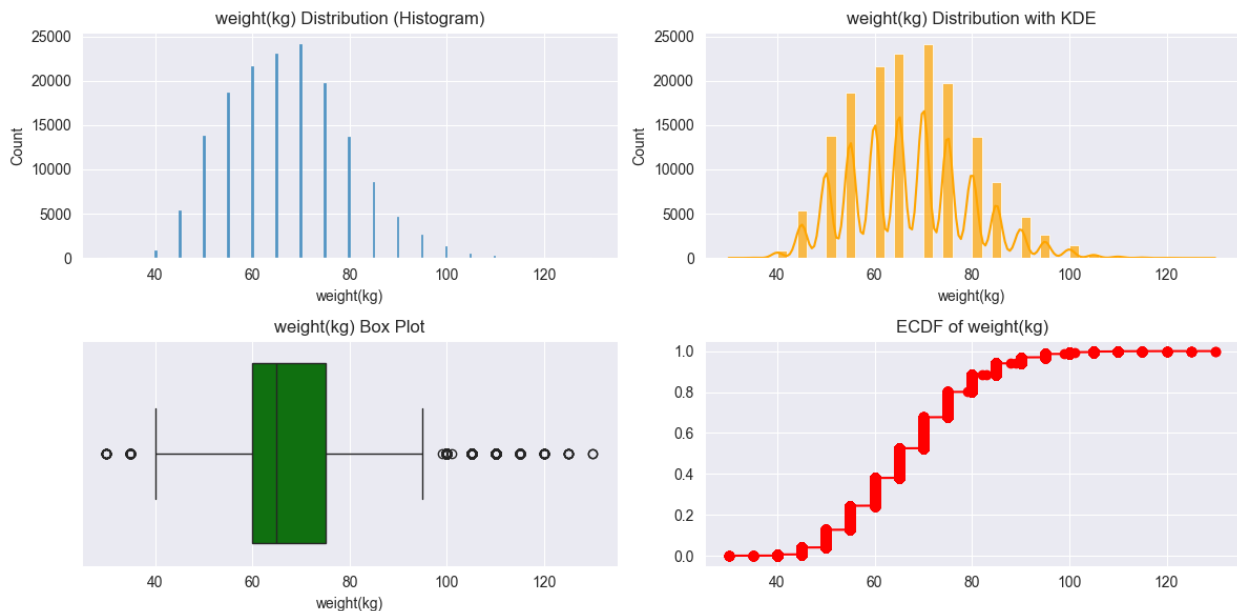 weight(kg) Distribution (Histogram)
25000
20000
15000
10000
5000
0
Count
40 60 80 100 120
weight(kg)
weight(kg) Distribution with KDE
25000
20000
15000
10000
5000
0
Count
40 60 80 100 120
weight(kg)
weight(kg) Box Plot
40 60 80 100 120
weight(kg)
ECDF of weight(kg)
1.0
0.8
0.6
0.4
0.2
0.0
40 60 80 100 120